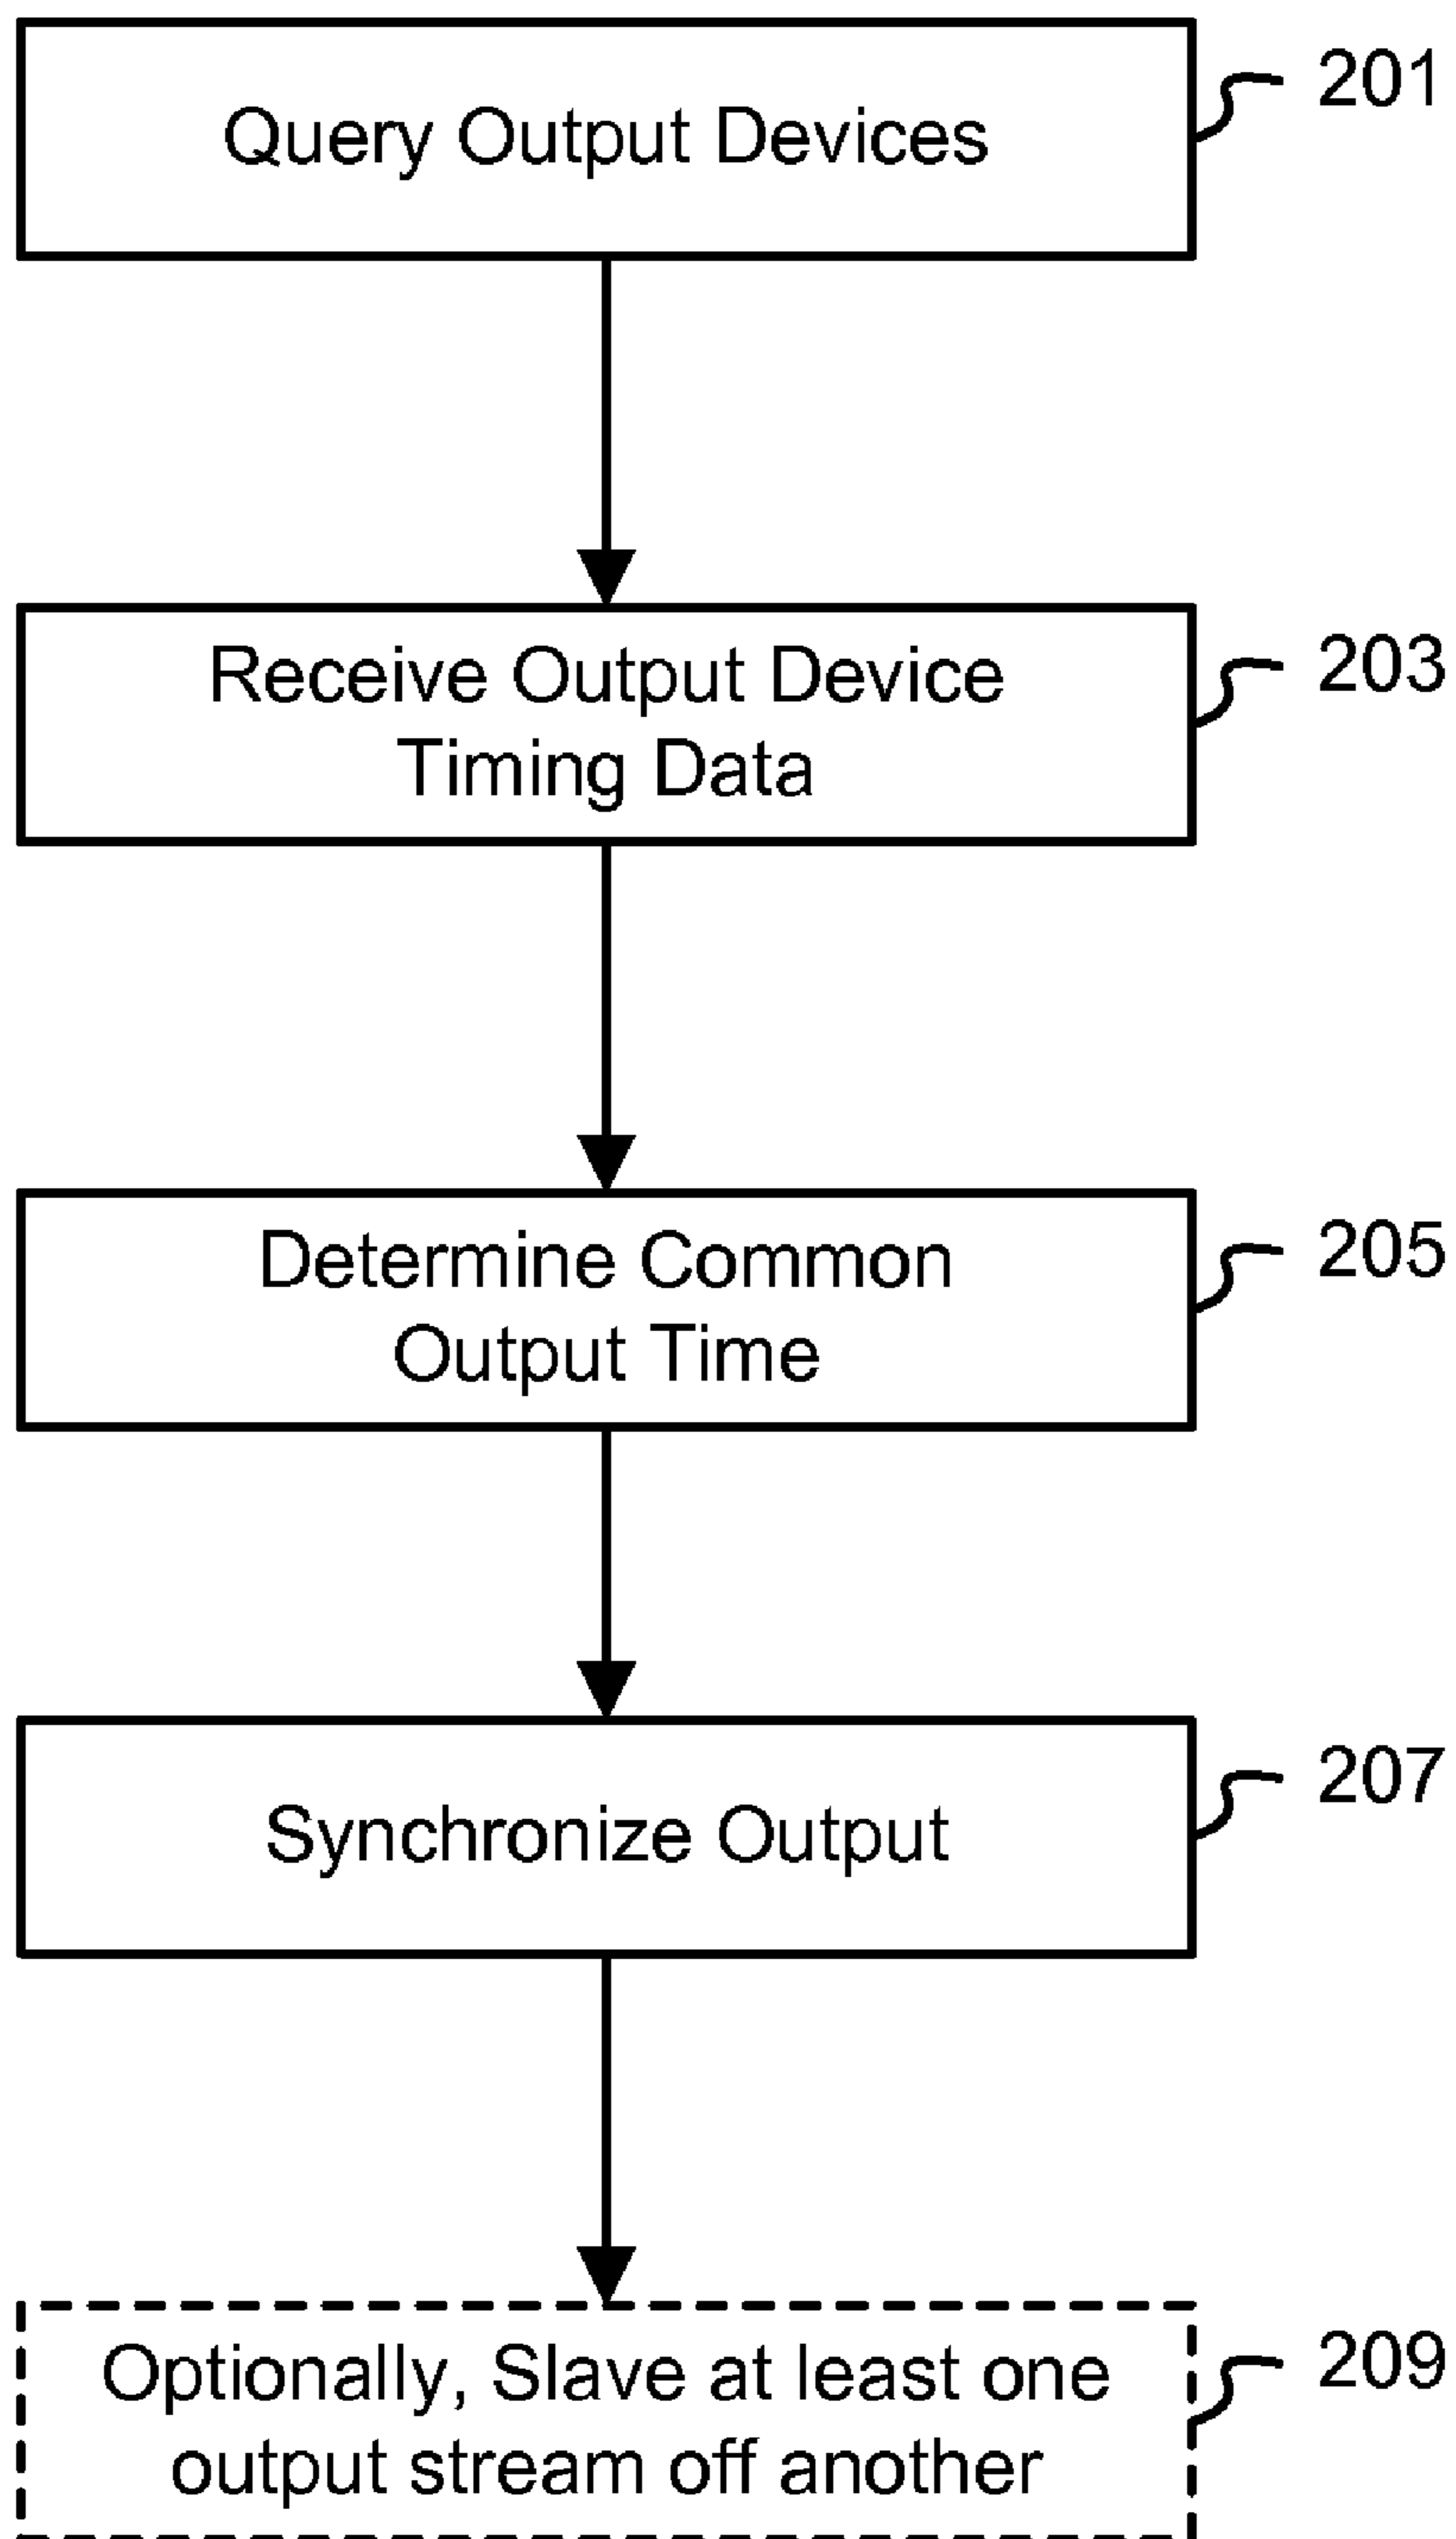 Query Output Devices
201
Receive Output Device
Timing Data
203
Determine Common
Output Time
205
Synchronize Output
207
Optionally, Slave at least one
output stream off another
209